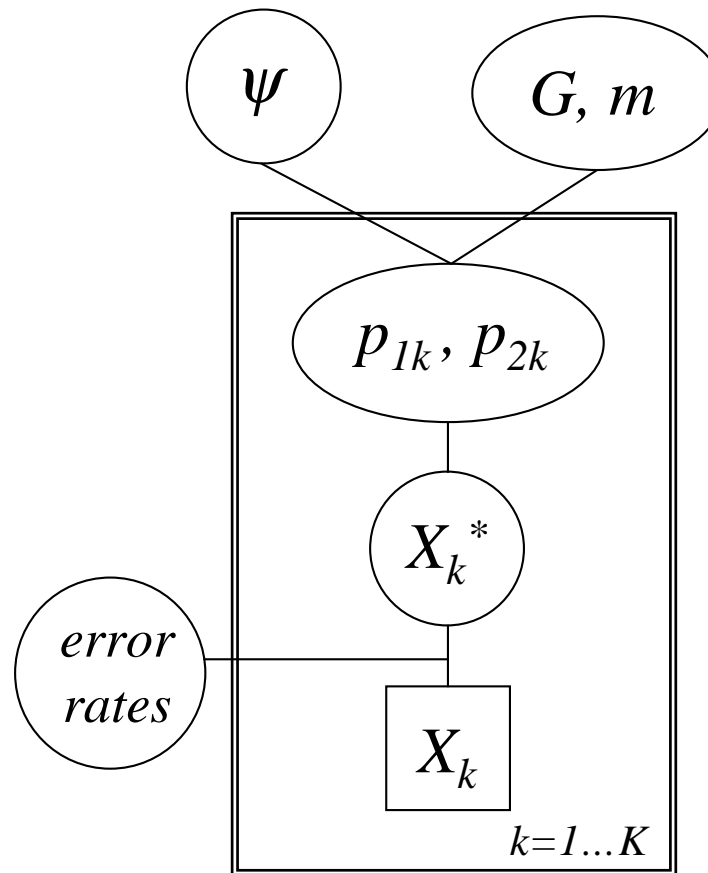 ψ
G, m
p1k, p2k
Xk*
error
rates
Xk
k=1...K